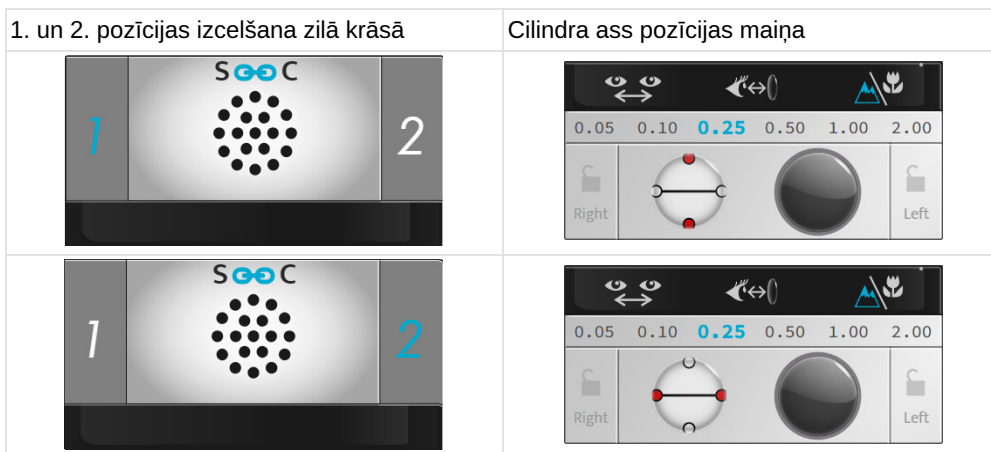 1. un 2. pozīcijas izcelšana zilā krāsā
Cilindra ass pozīcijas maiņa
S C
1
2
0.05 0.10 0.25 0.50 1.00 2.00
Right
Left
S C
1
2
0.05 0.10 0.25 0.50 1.00 2.00
Right
Left